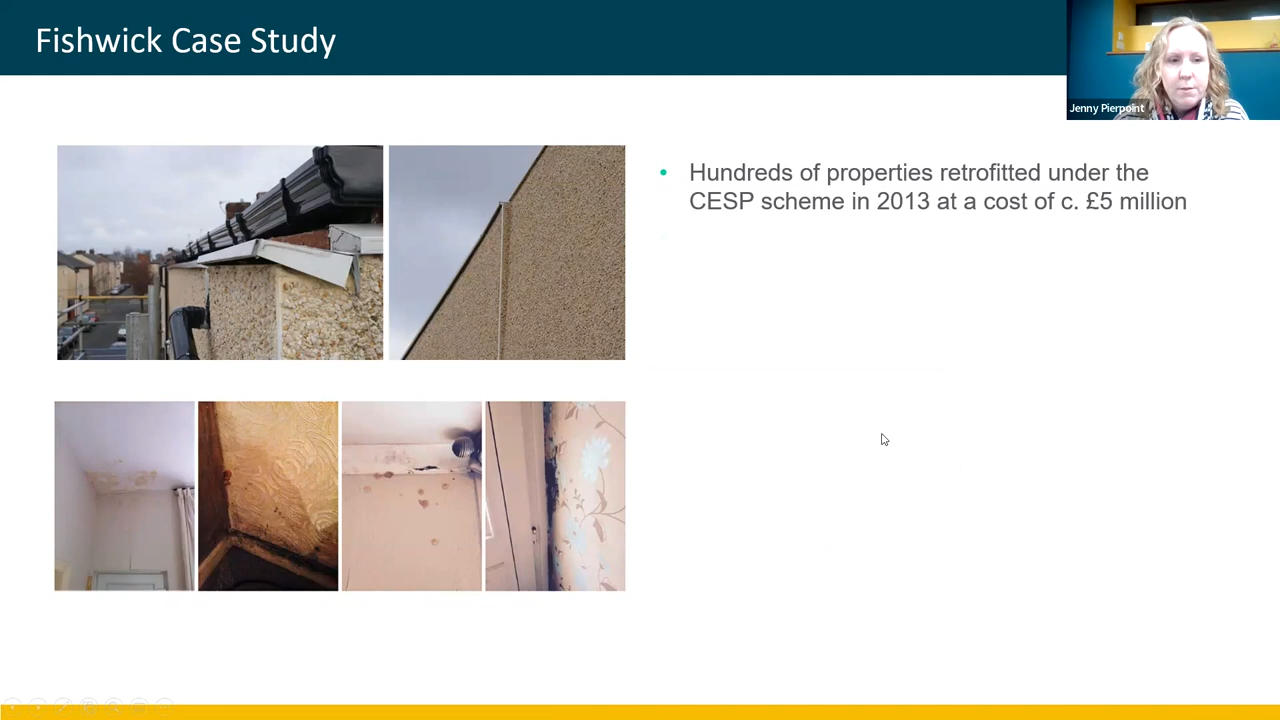 Fishwick Case Study
Jenny Pierpoint
• Hundreds of properties retrofitted under the
CESP scheme in 2013 at a cost of c. £5 million